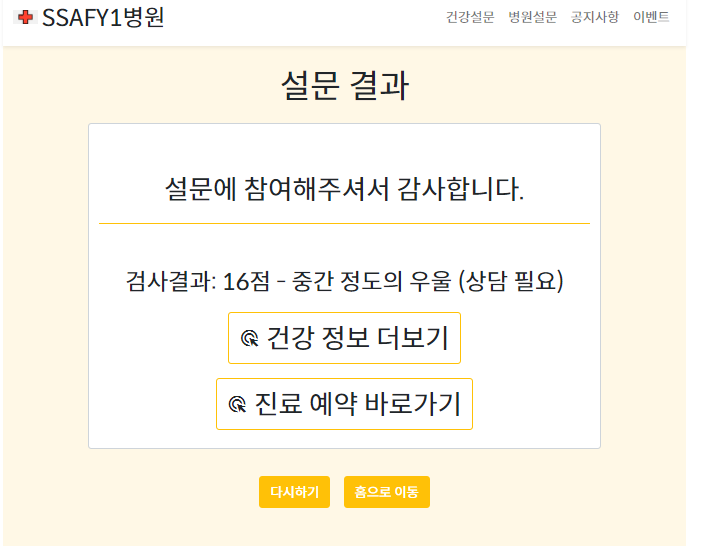 SSAFY1병원
건강설문 병원설문 공지사항 이벤트
설문 결과
설문에 참여해주셔서 감사합니다.
검사결과: 16점 - 중간 정도의 우울 (상담 필요)
건강 정보 더보기
진료 예약 바로가기
다시하기 홈으로 이동